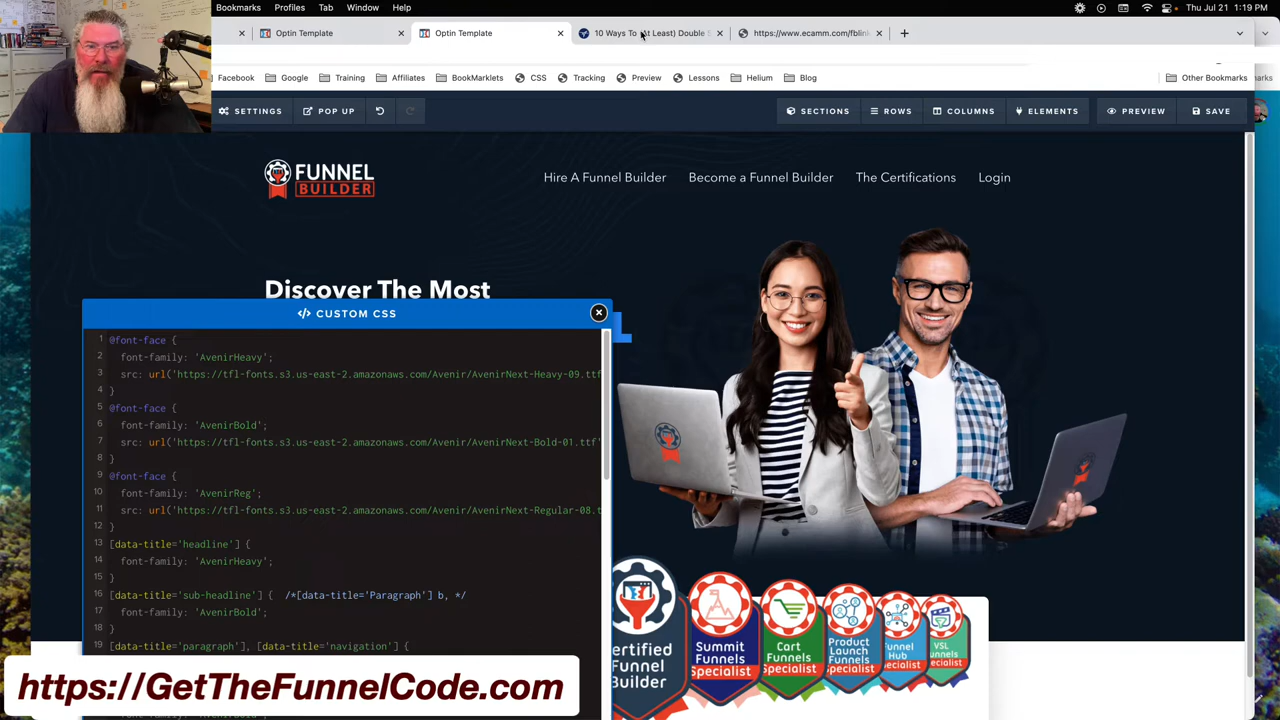 Bookmarks Profiles Tab Window Help Thu Jul 21 1:19 PM
Optin Template Optin Template 10 Ways To (At Least) Double S https://www.ecamm.com/fblink
Facebook Google Training Affiliates BookMarklets CSS Tracking Preview Lessons Helium Blog Other Bookmarks
SETTINGS POP UP SECTIONS ROWS COLUMNS ELEMENTS PREVIEW SAVE
FUNNEL
BUILDER
Hire A Funnel Builder Become a Funnel Builder The Certifications Login
Discover The Most
</> CUSTOM CSS
1 @font-face {
2 font-family: 'AvenirHeavy';
3 src: url('https://tfl-fonts.s3.us-east-2.amazonaws.com/Avenir/AvenirNext-Heavy-09.ttf
4 }
5 @font-face {
6 font-family: 'AvenirBold';
7 src: url('https://tfl-fonts.s3.us-east-2.amazonaws.com/Avenir/AvenirNext-Bold-01.ttf'
8 }
9 @font-face {
10 font-family: 'AvenirReg';
11 src: url('https://tfl-fonts.s3.us-east-2.amazonaws.com/Avenir/AvenirNext-Regular-08.t
12 }
13 [data-title='headline'] {
14 font-family: 'AvenirHeavy';
15 }
16 [data-title='sub-headline'] { /*[data-title='Paragraph'] b, */
17 font-family: 'AvenirBold';
18 }
19 [data-title='paragraph'], [data-title='navigation'] {
Certified
Funnel
Builder
Summit
Funnels
Specialist
Cart
Funnels
Specialist
Product
Launch
Funnels
Specialist
Funnel
Hub
Specialist
VSL
Funnels
Specialist
https://GetTheFunnelCode.com